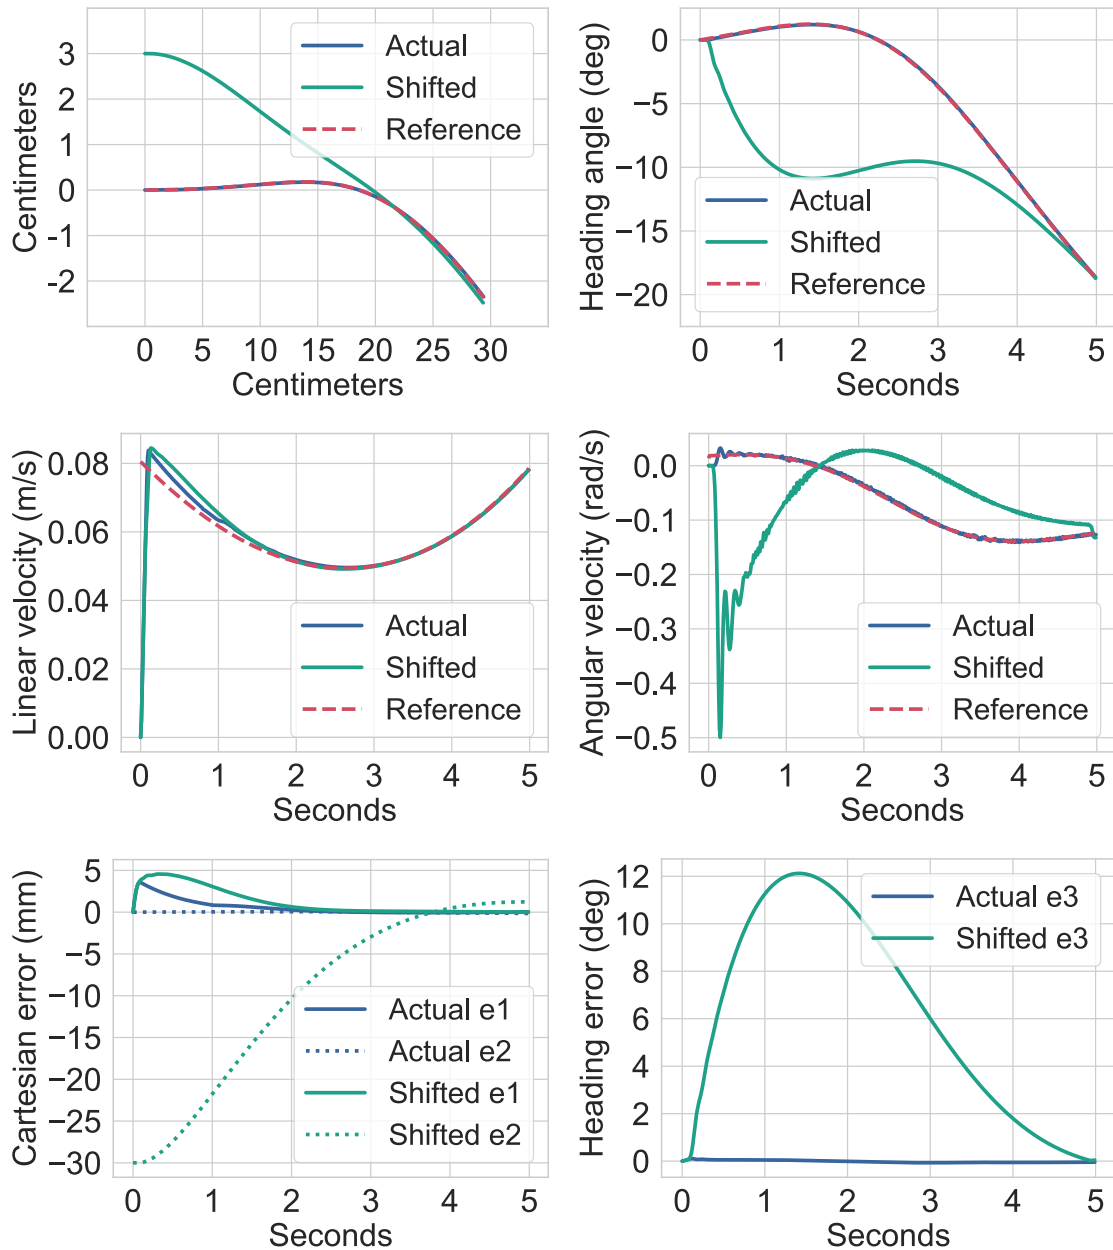 Centimeters
3
2
1
0
-1
-2
Actual
Shifted
Reference
0 5 10 15 20 25 30
Centimeters
Heading angle (deg)
0
−5
−10
−15
−20
Actual
Shifted
Reference
0 1 2 3 4 5
Seconds
Linear velocity (m/s)
0.08
0.06
0.04
0.02
0.00
Actual
Shifted
Reference
0 1 2 3 4 5
Seconds
Angular velocity (rad/s)
0.0
−0.1
−0.2
−0.3
−0.4
−0.5
Actual
Shifted
Reference
0 1 2 3 4 5
Seconds
Cartesian error (mm)
5
0
−5
−10
−15
−20
−25
−30
Actual e1
Actual e2
Shifted e1
Shifted e2
0 1 2 3 4 5
Seconds
Heading error (deg)
12
10
8
6
4
2
0
Actual e3
Shifted e3
0 1 2 3 4 5
Seconds